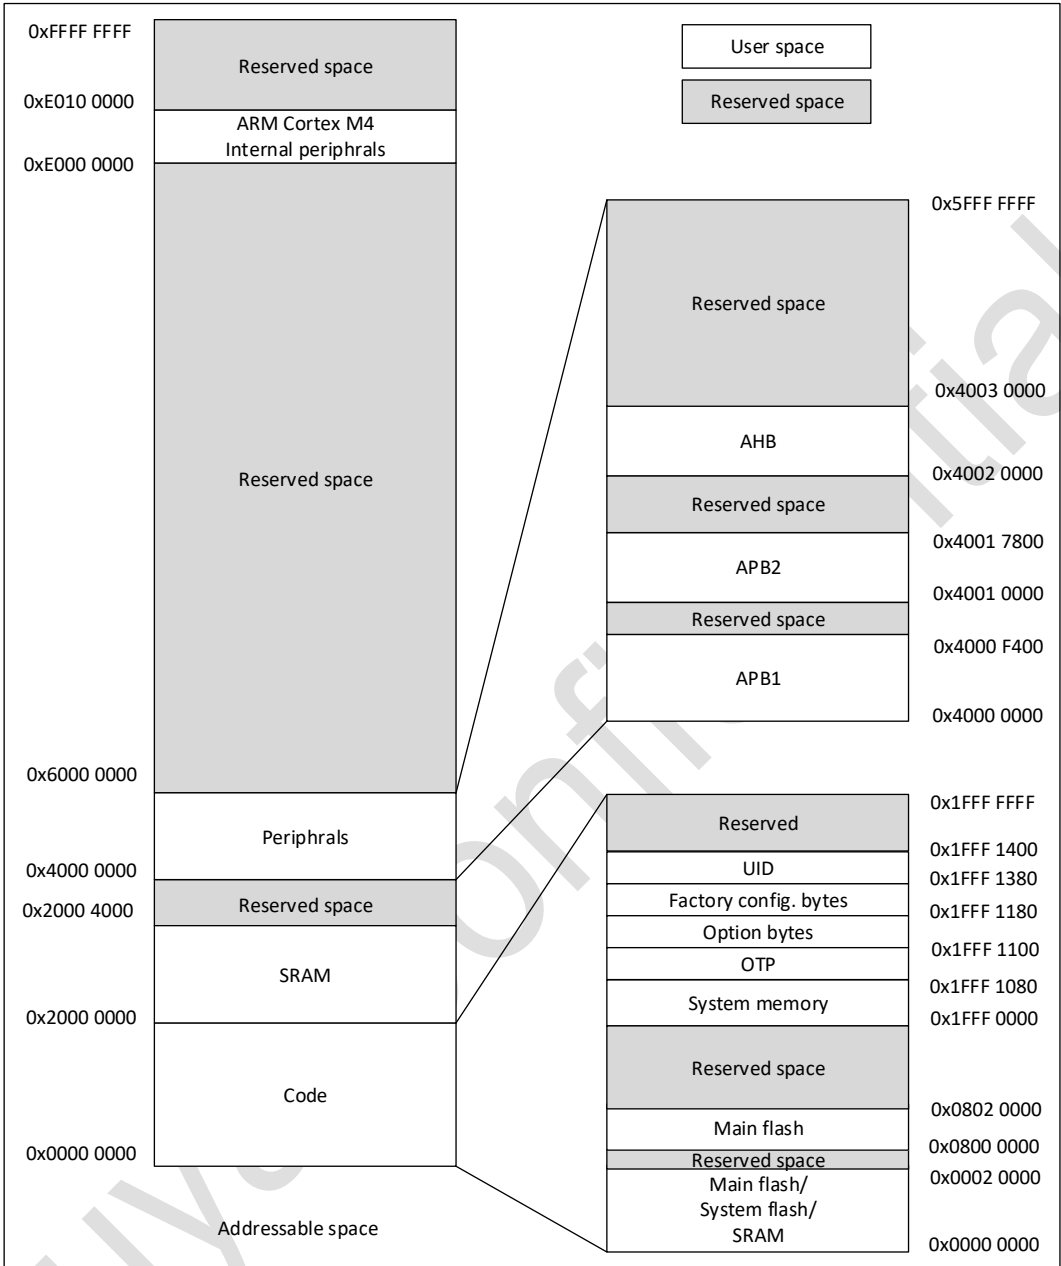 0xFFFF FFFF
Reserved space
0xE010 0000
ARM Cortex M4
Internal periphrals
0xE000 0000
Reserved space
0x6000 0000
Periphrals
0x4000 0000
Reserved space
0x2000 4000
SRAM
0x2000 0000
Code
0x0000 0000
Addressable space
User space
Reserved space
0x5FFF FFFF
Reserved space
0x4003 0000
AHB
0x4002 0000
Reserved space
0x4001 7800
APB2
0x4001 0000
Reserved space
0x4000 F400
APB1
0x4000 0000
0x1FFF FFFF
Reserved
0x1FFF 1400
UID
0x1FFF 1380
Factory config. bytes
0x1FFF 1180
Option bytes
0x1FFF 1100
OTP
0x1FFF 1080
System memory
0x1FFF 0000
Reserved space
0x0802 0000
Main flash
0x0800 0000
Reserved space
0x0002 0000
Main flash/
System flash/
SRAM
0x0000 0000